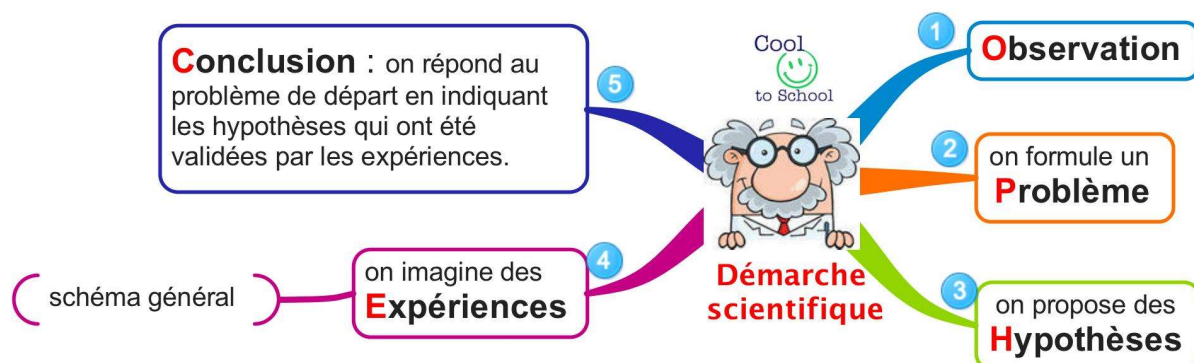 Cool
to School
Démarche
scientifique
1
Observation
2
on formule un
Problème
3
on propose des
Hypothèses
4
on imagine des
Expériences
schéma général
5
Conclusion : on répond au
problème de départ en indiquant
les hypothèses qui ont été
validées par les expériences.